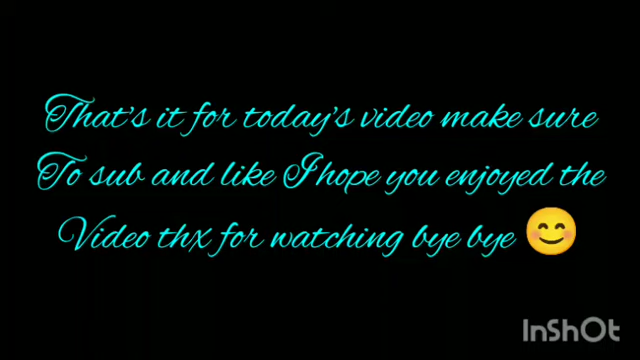 That's it for today's video make sure
To sub and like I hope you enjoyed the
Video thx for watching bye bye 😊
InShOt